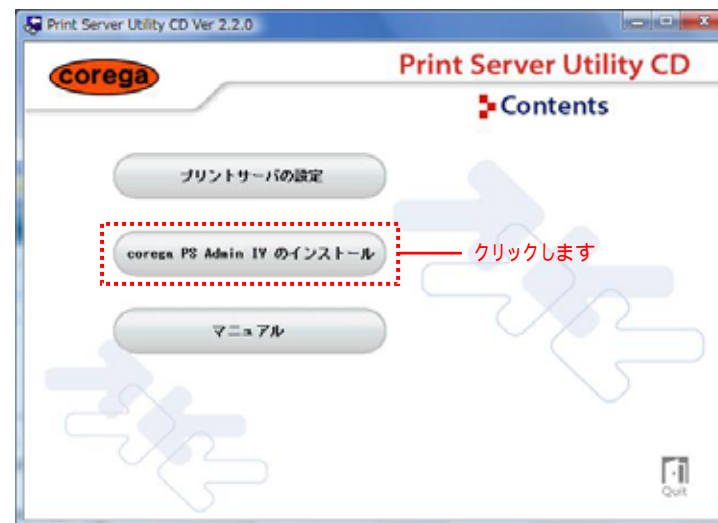 Print Server Utility CD Ver 2.2.0
corega
Print Server Utility CD
Contents
プリントサーバの設定
corega PS Admin IV のインストール
クリックします
マニュアル
Quit